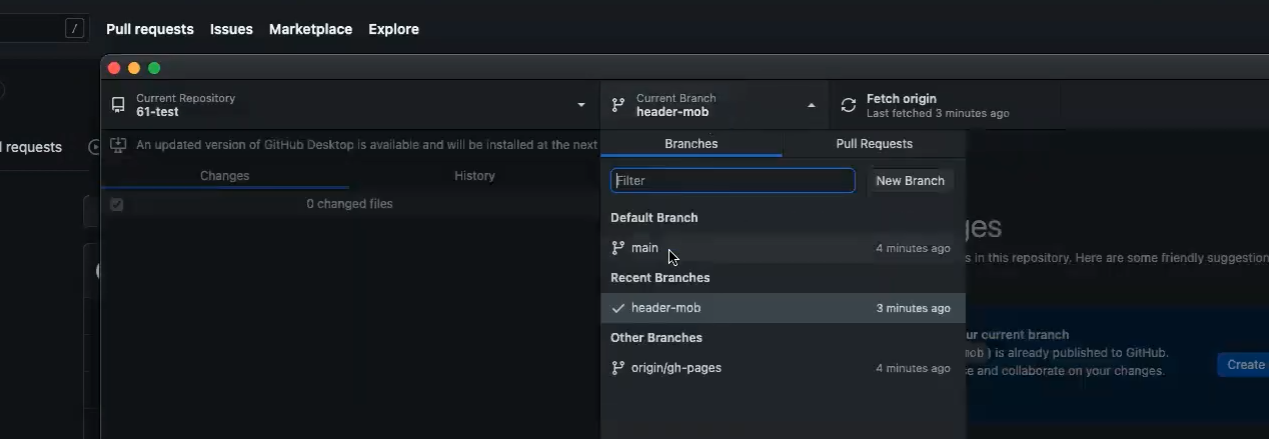 /
Pull requests Issues Marketplace Explore
Current Repository
61-test
Current Branch
header-mob
Fetch origin
Last fetched 3 minutes ago
l requests
An updated version of GitHub Desktop is available and will be installed at the next
Branches
Pull Requests
Changes
History
Filter
New Branch
0 changed files
Default Branch
main
4 minutes ago
Recent Branches
header-mob
3 minutes ago
Other Branches
origin/gh-pages
4 minutes ago
ges
s in this repository. Here are some friendly suggestion
ur current branch
mob ) is already published to GitHub.
se and collaborate on your changes.
Create